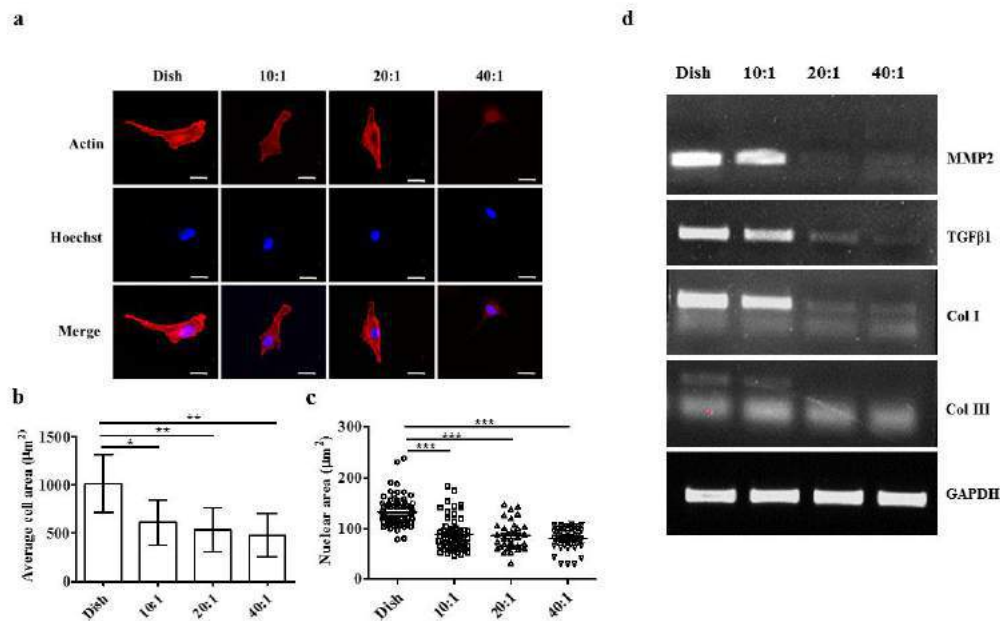 a
Dish 10:1 20:1 40:1
Actin
Hoechst
Merge
b
Average cell area (μm²)
1500
1000
500
0
**
**
*
Dish 10:1 20:1 40:1
c
Nuclear area (μm²)
300
200
100
0
***
***
***
Dish 10:1 20:1 40:1
d
Dish 10:1 20:1 40:1
MMP2
TGFβ1
Col I
Col III
GAPDH